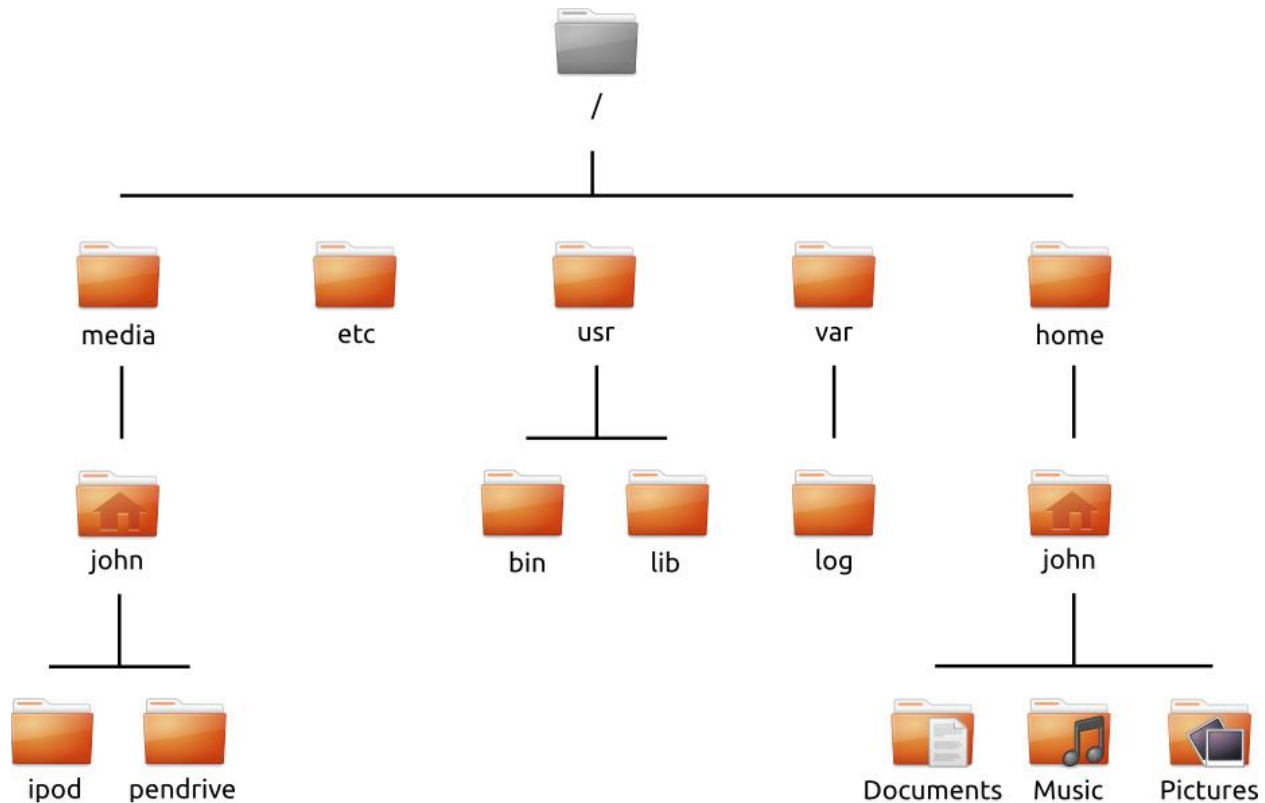 /
media etc usr var home
john bin lib log john
ipod pendrive Documents Music Pictures